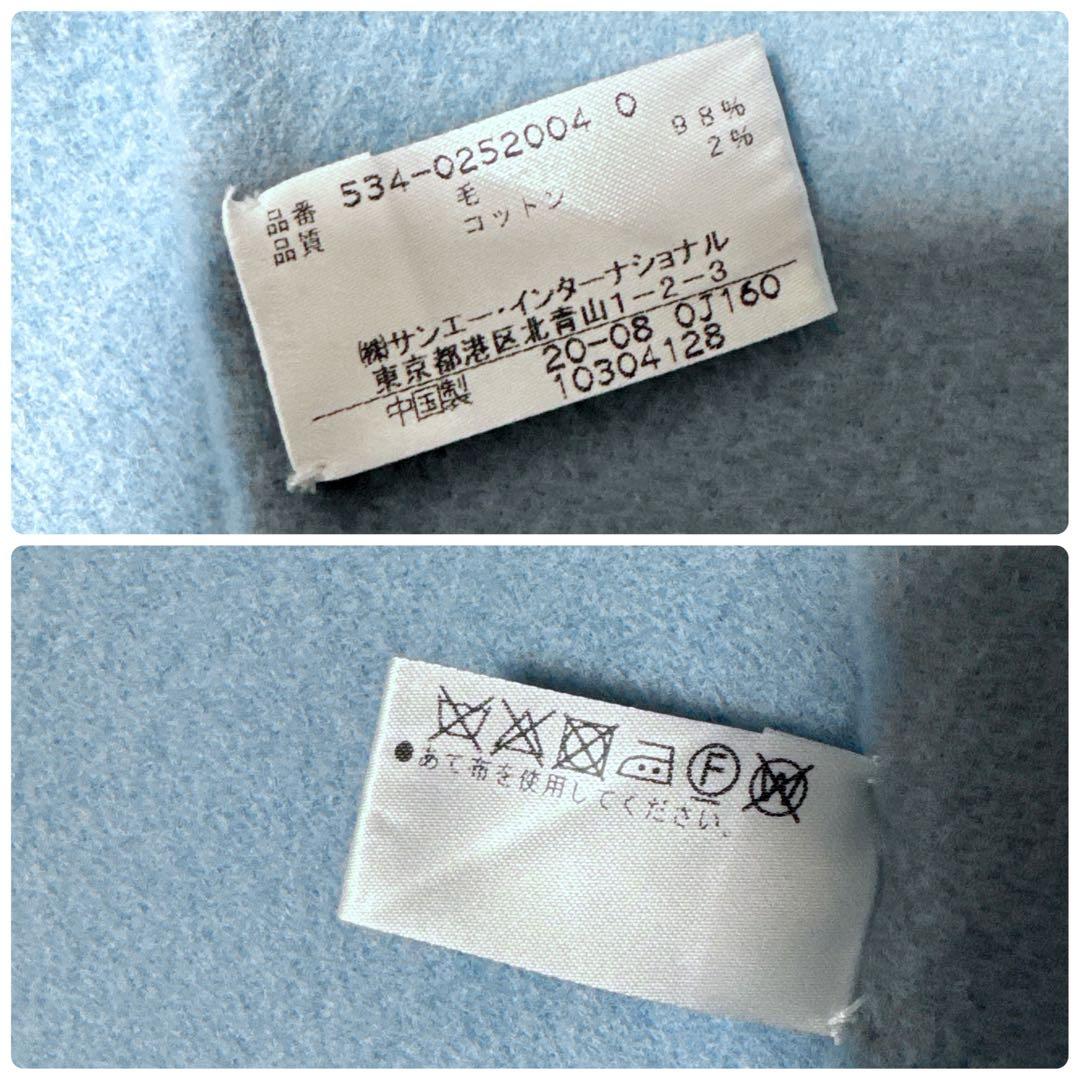 品番 534-0252004 0
品質 毛 98%
コットン 2%
㈱サンエー・インターナショナル
東京都港区北青山1-2-3
中国製 20-08 0J160
10304128
F
W
●あて布を使用してください。